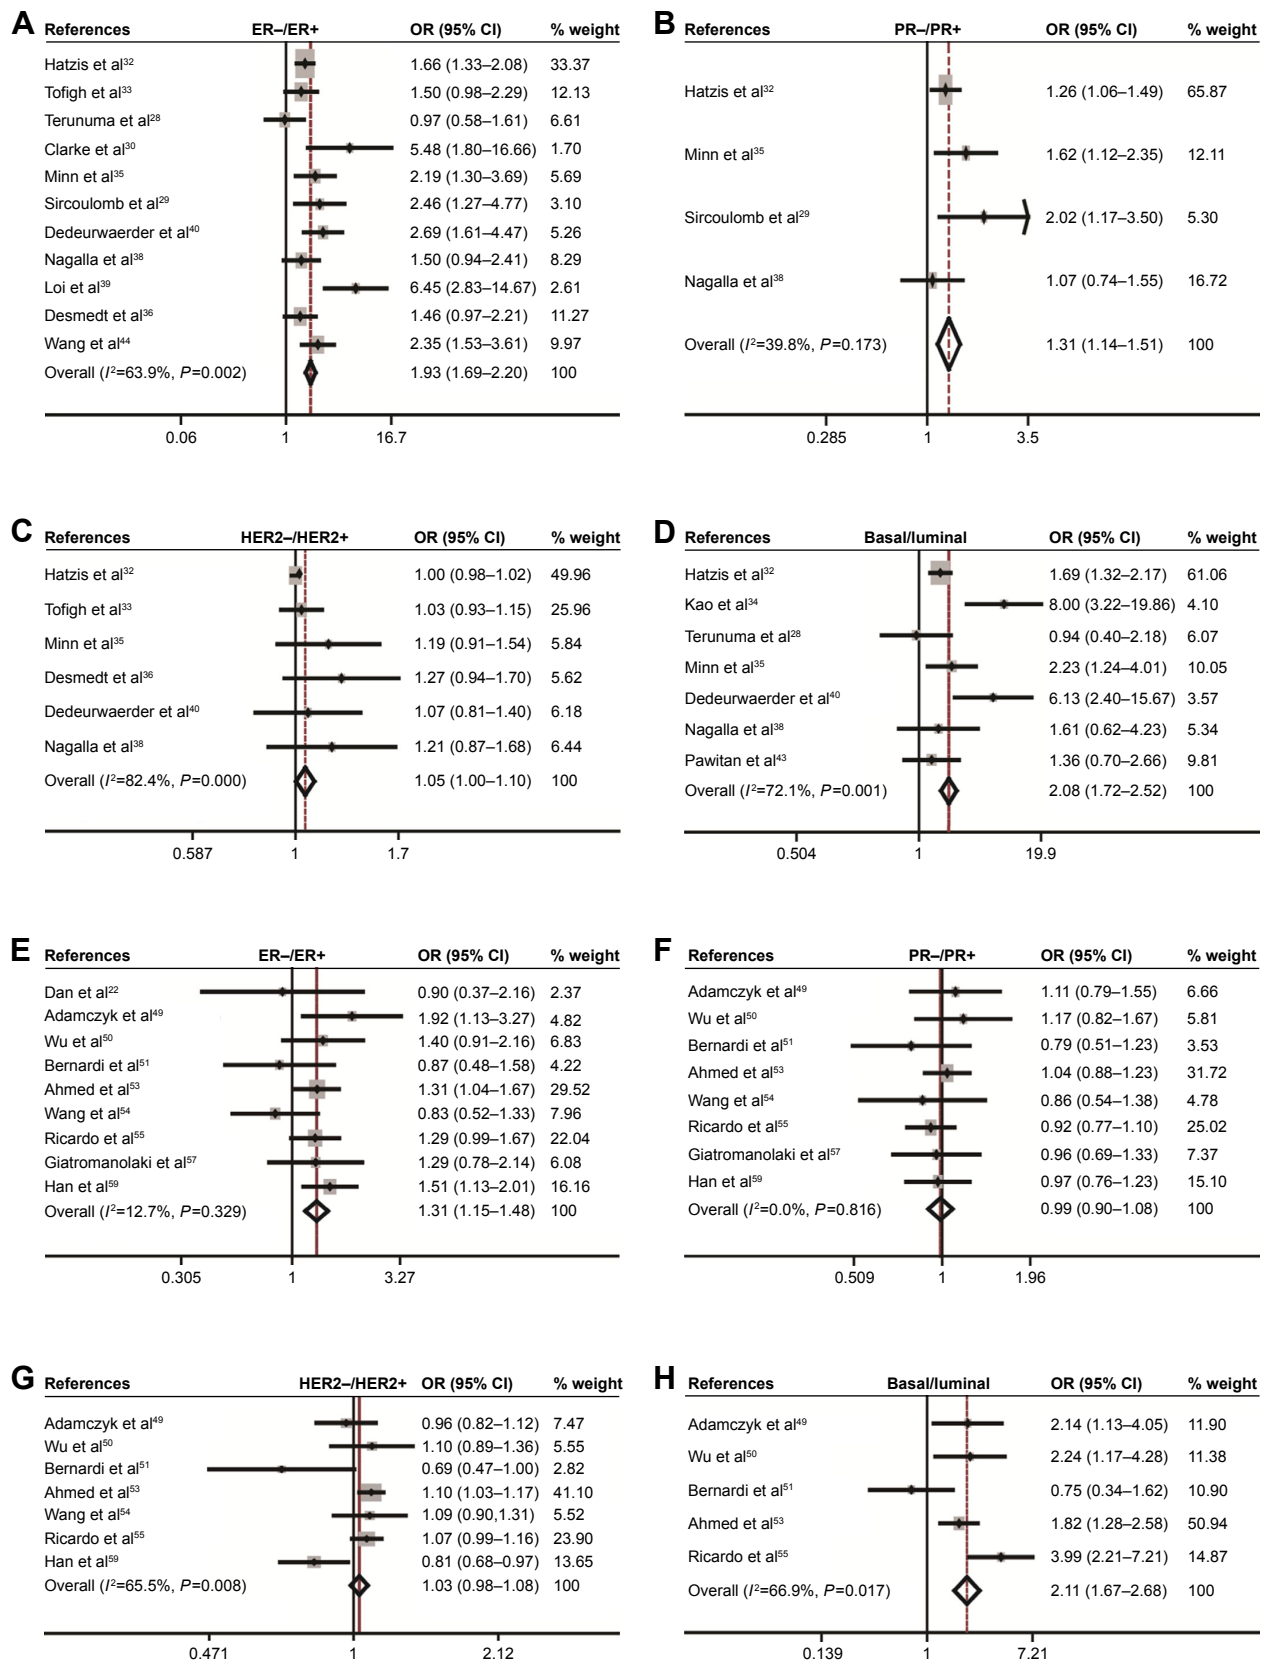 A References ER–/ER+ OR (95% CI) % weight
Hatzis et al32 1.66 (1.33–2.08) 33.37
Tofigh et al33 1.50 (0.98–2.29) 12.13
Terunuma et al28 0.97 (0.58–1.61) 6.61
Clarke et al30 5.48 (1.80–16.66) 1.70
Minn et al35 2.19 (1.30–3.69) 5.69
Sircoulomb et al29 2.46 (1.27–4.77) 3.10
Dedeurwaerder et al40 2.69 (1.61–4.47) 5.26
Nagalla et al38 1.50 (0.94–2.41) 8.29
Loi et al39 6.45 (2.83–14.67) 2.61
Desmedt et al36 1.46 (0.97–2.21) 11.27
Wang et al44 2.35 (1.53–3.61) 9.97
Overall (I2=63.9%, P=0.002) 1.93 (1.69–2.20) 100
0.06 1 16.7
B References PR–/PR+ OR (95% CI) % weight
Hatzis et al32 1.26 (1.06–1.49) 65.87
Minn et al35 1.62 (1.12–2.35) 12.11
Sircoulomb et al29 2.02 (1.17–3.50) 5.30
Nagalla et al38 1.07 (0.74–1.55) 16.72
Overall (I2=39.8%, P=0.173) 1.31 (1.14–1.51) 100
0.285 1 3.5
C References HER2–/HER2+ OR (95% CI) % weight
Hatzis et al32 1.00 (0.98–1.02) 49.96
Tofigh et al33 1.03 (0.93–1.15) 25.96
Minn et al35 1.19 (0.91–1.54) 5.84
Desmedt et al36 1.27 (0.94–1.70) 5.62
Dedeurwaerder et al40 1.07 (0.81–1.40) 6.18
Nagalla et al38 1.21 (0.87–1.68) 6.44
Overall (I2=82.4%, P=0.000) 1.05 (1.00–1.10) 100
0.587 1 1.7
D References Basal/luminal OR (95% CI) % weight
Hatzis et al32 1.69 (1.32–2.17) 61.06
Kao et al34 8.00 (3.22–19.86) 4.10
Terunuma et al28 0.94 (0.40–2.18) 6.07
Minn et al35 2.23 (1.24–4.01) 10.05
Dedeurwaerder et al40 6.13 (2.40–15.67) 3.57
Nagalla et al38 1.61 (0.62–4.23) 5.34
Pawitan et al43 1.36 (0.70–2.66) 9.81
Overall (I2=72.1%, P=0.001) 2.08 (1.72–2.52) 100
0.504 1 19.9
E References ER–/ER+ OR (95% CI) % weight
Dan et al22 0.90 (0.37–2.16) 2.37
Adamczyk et al49 1.92 (1.13–3.27) 4.82
Wu et al50 1.40 (0.91–2.16) 6.83
Bernardi et al51 0.87 (0.48–1.58) 4.22
Ahmed et al53 1.31 (1.04–1.67) 29.52
Wang et al54 0.83 (0.52–1.33) 7.96
Ricardo et al55 1.29 (0.99–1.67) 22.04
Giatromanolaki et al57 1.29 (0.78–2.14) 6.08
Han et al59 1.51 (1.13–2.01) 16.16
Overall (I2=12.7%, P=0.329) 1.31 (1.15–1.48) 100
0.305 1 3.27
F References PR–/PR+ OR (95% CI) % weight
Adamczyk et al49 1.11 (0.79–1.55) 6.66
Wu et al50 1.17 (0.82–1.67) 5.81
Bernardi et al51 0.79 (0.51–1.23) 3.53
Ahmed et al53 1.04 (0.88–1.23) 31.72
Wang et al54 0.86 (0.54–1.38) 4.78
Ricardo et al55 0.92 (0.77–1.10) 25.02
Giatromanolaki et al57 0.96 (0.69–1.33) 7.37
Han et al59 0.97 (0.76–1.23) 15.10
Overall (I2=0.0%, P=0.816) 0.99 (0.90–1.08) 100
0.509 1 1.96
G References HER2–/HER2+ OR (95% CI) % weight
Adamczyk et al49 0.96 (0.82–1.12) 7.47
Wu et al50 1.10 (0.89–1.36) 5.55
Bernardi et al51 0.69 (0.47–1.00) 2.82
Ahmed et al53 1.10 (1.03–1.17) 41.10
Wang et al54 1.09 (0.90,1.31) 5.52
Ricardo et al55 1.07 (0.99–1.16) 23.90
Han et al59 0.81 (0.68–0.97) 13.65
Overall (I2=65.5%, P=0.008) 1.03 (0.98–1.08) 100
0.471 1 2.12
H References Basal/luminal OR (95% CI) % weight
Adamczyk et al49 2.14 (1.13–4.05) 11.90
Wu et al50 2.24 (1.17–4.28) 11.38
Bernardi et al51 0.75 (0.34–1.62) 10.90
Ahmed et al53 1.82 (1.28–2.58) 50.94
Ricardo et al55 3.99 (2.21–7.21) 14.87
Overall (I2=66.9%, P=0.017) 2.11 (1.67–2.68) 100
0.139 1 7.21